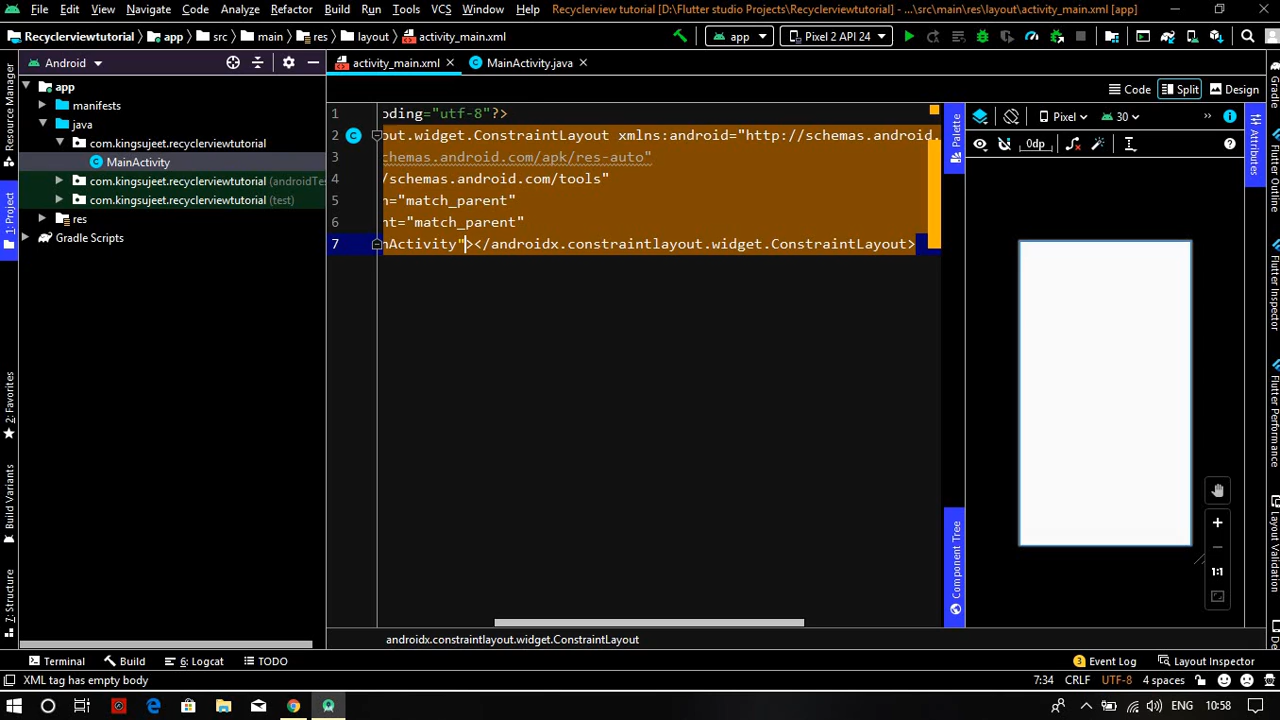 File Edit View Navigate Code Analyze Refactor Build Run Tools VCS Window Help Recyclerview tutorial [D:\Flutter studio Projects\Recyclerviewtutorial] - ...\src\main\res\layout\activity_main.xml [app]
Recyclerviewtutorial app src main res layout activity_main.xml app Pixel 2 API 24
Android activity_main.xml MainActivity.java
Code Split Design
Resource Manager
1: Project
2: Favorites
Build Variants
7: Structure
app
manifests
java
com.kingsujeet.recyclerviewtutorial
MainActivity
com.kingsujeet.recyclerviewtutorial (androidTes
com.kingsujeet.recyclerviewtutorial (test)
res
Gradle Scripts
1 oding="utf-8"?>
2 out.widget.ConstraintLayout xmlns:android="http://schemas.android.
3 chemas.android.com/apk/res-auto"
4 /schemas.android.com/tools"
5 h="match_parent"
6 ht="match_parent"
7 nActivity"></androidx.constraintlayout.widget.ConstraintLayout>
Palette
Component Tree
Pixel 30
0dp
1:1
Attributes
Gradle
Flutter Outline
Flutter Inspector
Flutter Performance
Layout Validation
androidx.constraintlayout.widget.ConstraintLayout
Terminal Build 6: Logcat TODO 3 Event Log Layout Inspector
XML tag has empty body 7:34 CRLF UTF-8 4 spaces
ENG 10:58